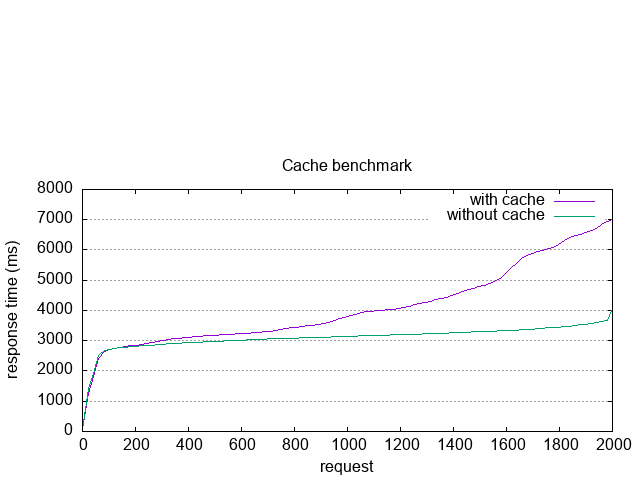 Cache benchmark
8000
7000
6000
5000
4000
3000
2000
1000
0
response time (ms)
with cache
without cache
0 200 400 600 800 1000 1200 1400 1600 1800 2000
request